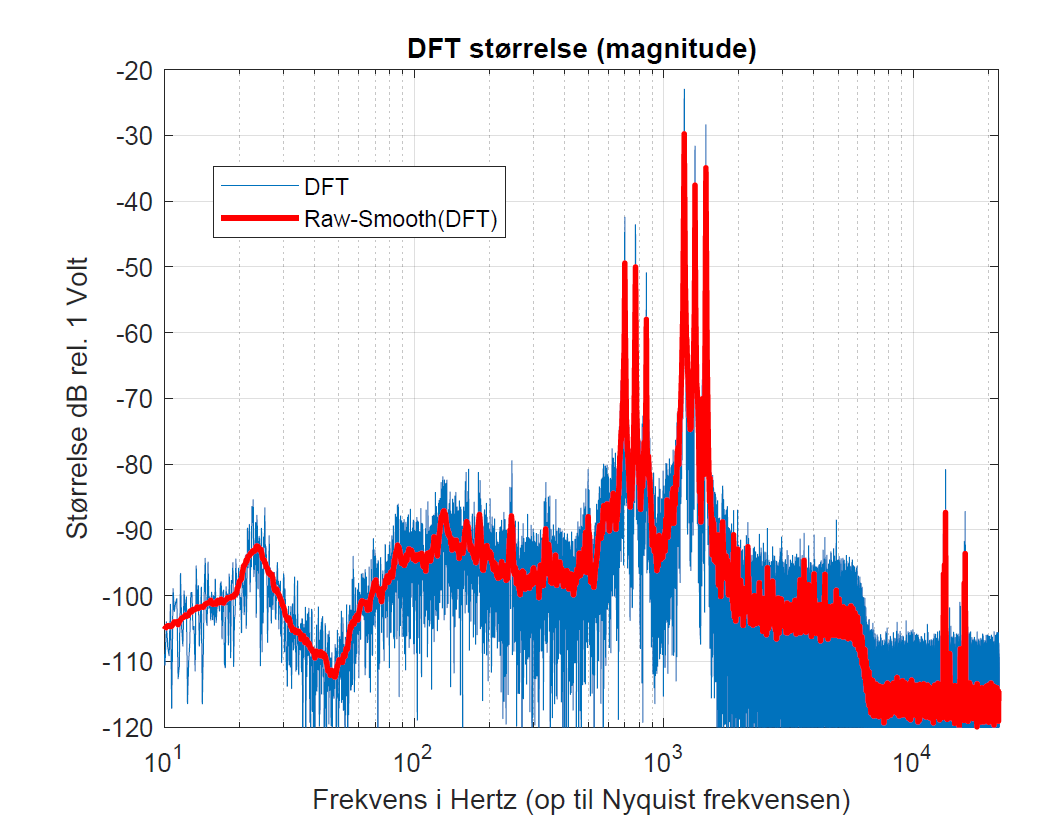 DFT størrelse (magnitude)
-20
-30
-40
-50
-60
-70
-80
-90
-100
-110
-120
Størrelse dB rel. 1 Volt
DFT
Raw-Smooth(DFT)
10^1 10^2 10^3 10^4
Frekvens i Hertz (op til Nyquist frekvensen)